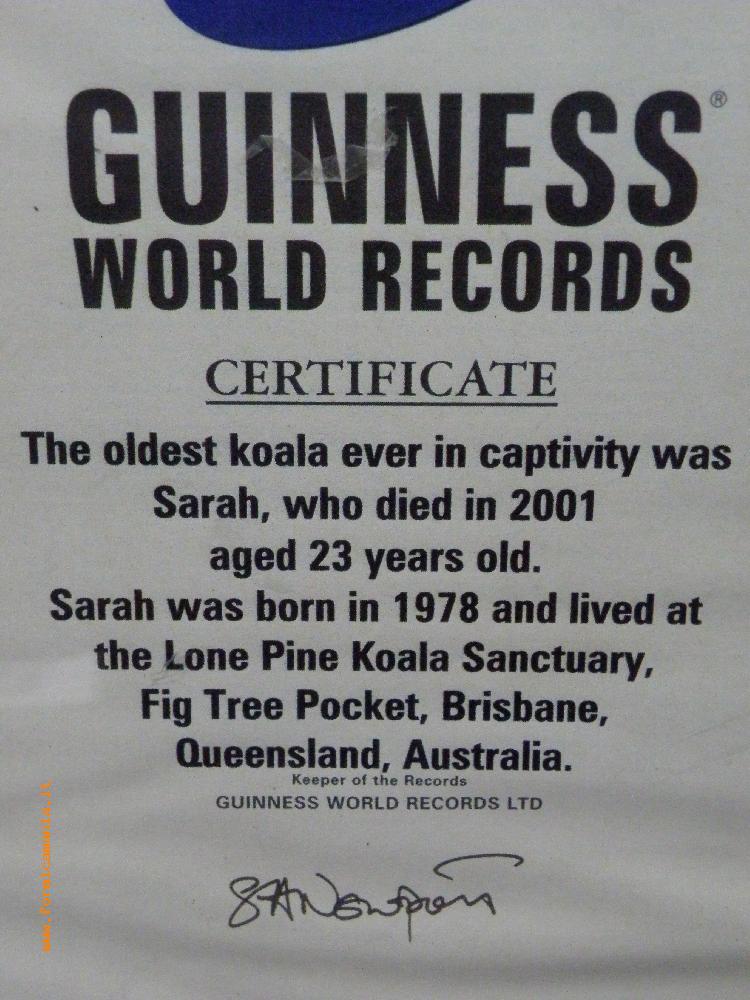 GUINNESS®
WORLD RECORDS
CERTIFICATE
The oldest koala ever in captivity was
Sarah, who died in 2001
aged 23 years old.
Sarah was born in 1978 and lived at
the Lone Pine Koala Sanctuary,
Fig Tree Pocket, Brisbane,
Queensland, Australia.
Keeper of the Records
GUINNESS WORLD RECORDS LTD